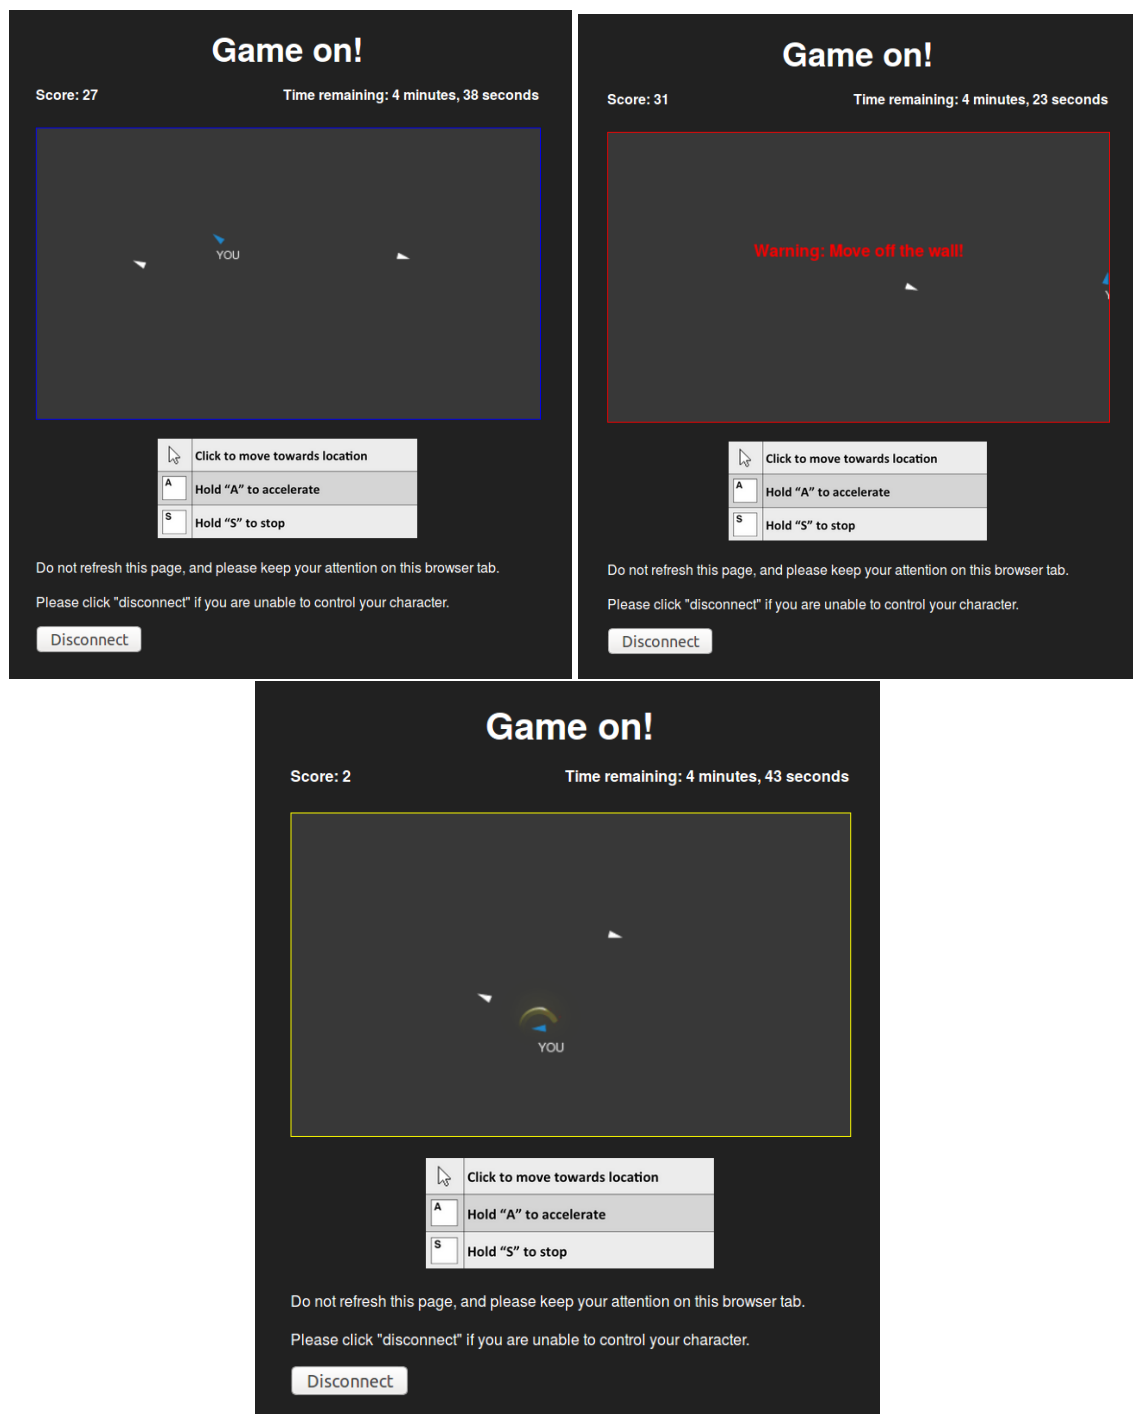 Game on!
Score: 27 Time remaining: 4 minutes, 38 seconds
YOU
Click to move towards location
A Hold “A” to accelerate
S Hold “S” to stop
Do not refresh this page, and please keep your attention on this browser tab.
Please click "disconnect" if you are unable to control your character.
Disconnect
Game on!
Score: 31 Time remaining: 4 minutes, 23 seconds
Warning: Move off the wall!
Click to move towards location
A Hold “A” to accelerate
S Hold “S” to stop
Do not refresh this page, and please keep your attention on this browser tab.
Please click "disconnect" if you are unable to control your character.
Disconnect
Game on!
Score: 2 Time remaining: 4 minutes, 43 seconds
YOU
Click to move towards location
A Hold “A” to accelerate
S Hold “S” to stop
Do not refresh this page, and please keep your attention on this browser tab.
Please click "disconnect" if you are unable to control your character.
Disconnect